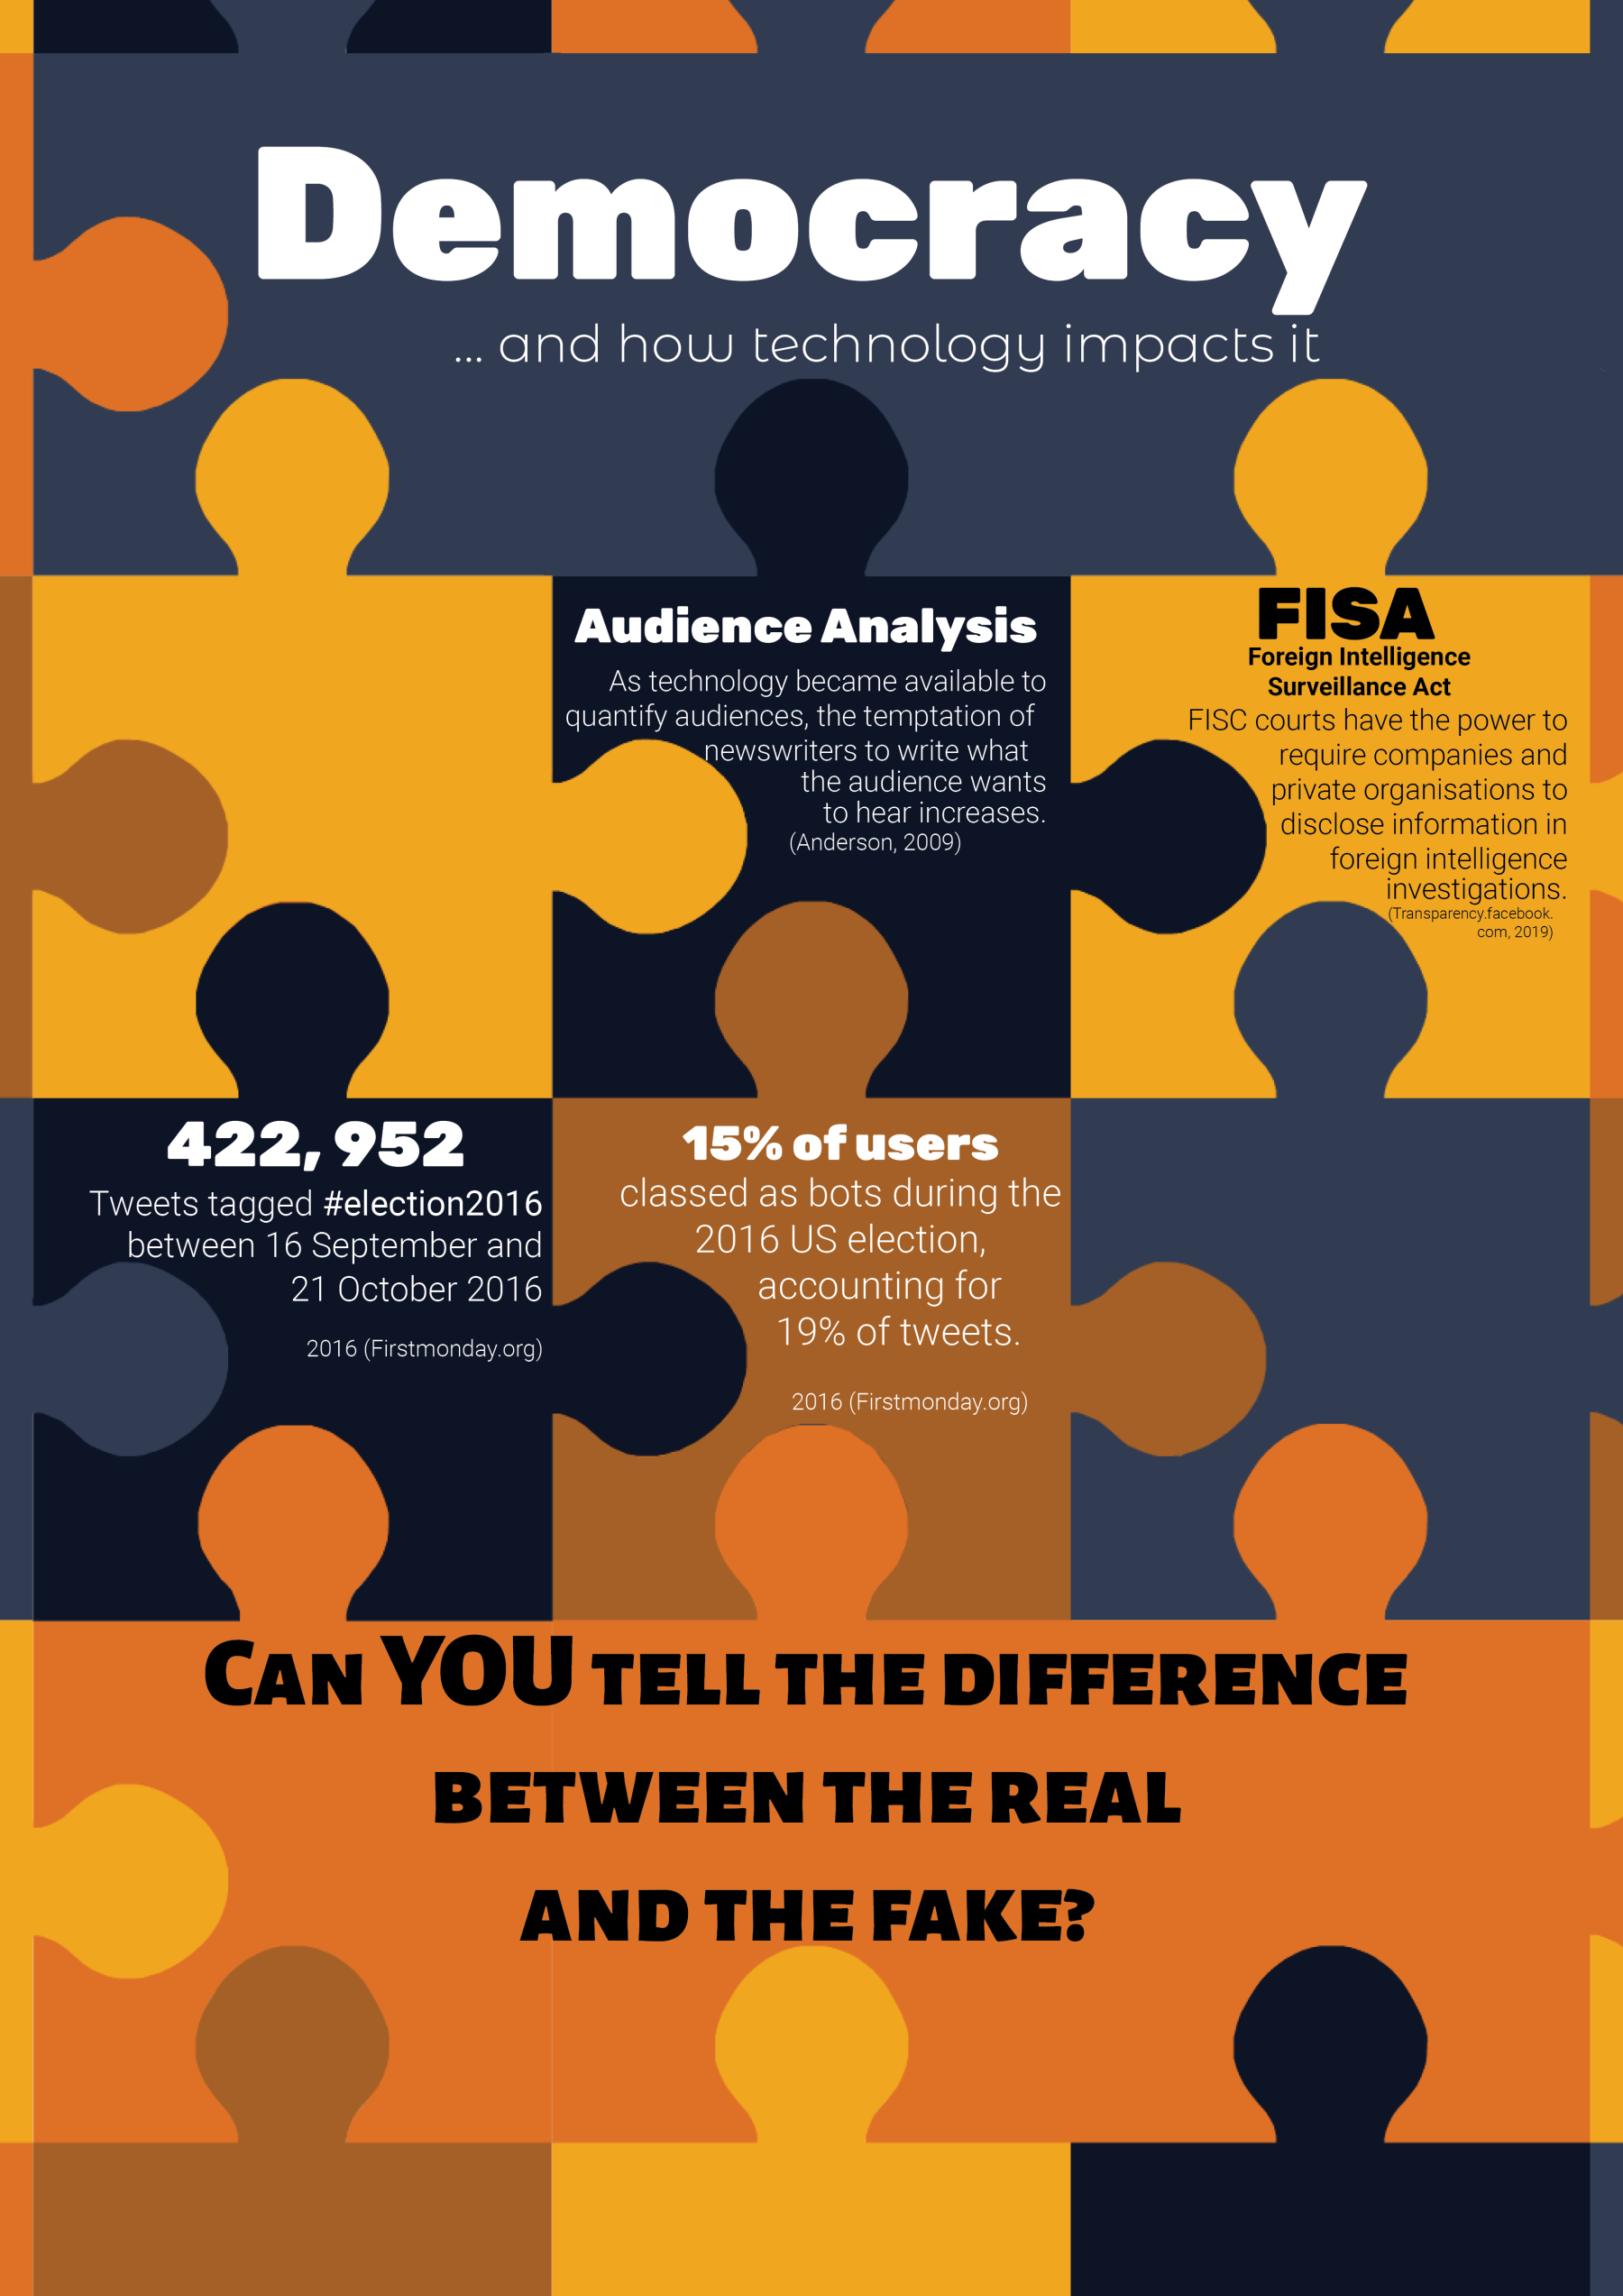 Democracy
... and how technology impacts it
Audience Analysis
As technology became available to
quantify audiences, the temptation of
newswriters to write what
the audience wants
to hear increases.
(Anderson, 2009)
FISA
Foreign Intelligence
Surveillance Act
FISC courts have the power to
require companies and
private organisations to
disclose information in
foreign intelligence
investigations.
(Transparency.facebook.
com, 2019)
422, 952
Tweets tagged #election2016
between 16 September and
21 October 2016
2016 (Firstmonday.org)
15% of users
classed as bots during the
2016 US election,
accounting for
19% of tweets.
2016 (Firstmonday.org)
CAN YOU TELL THE DIFFERENCE
BETWEEN THE REAL
AND THE FAKE?